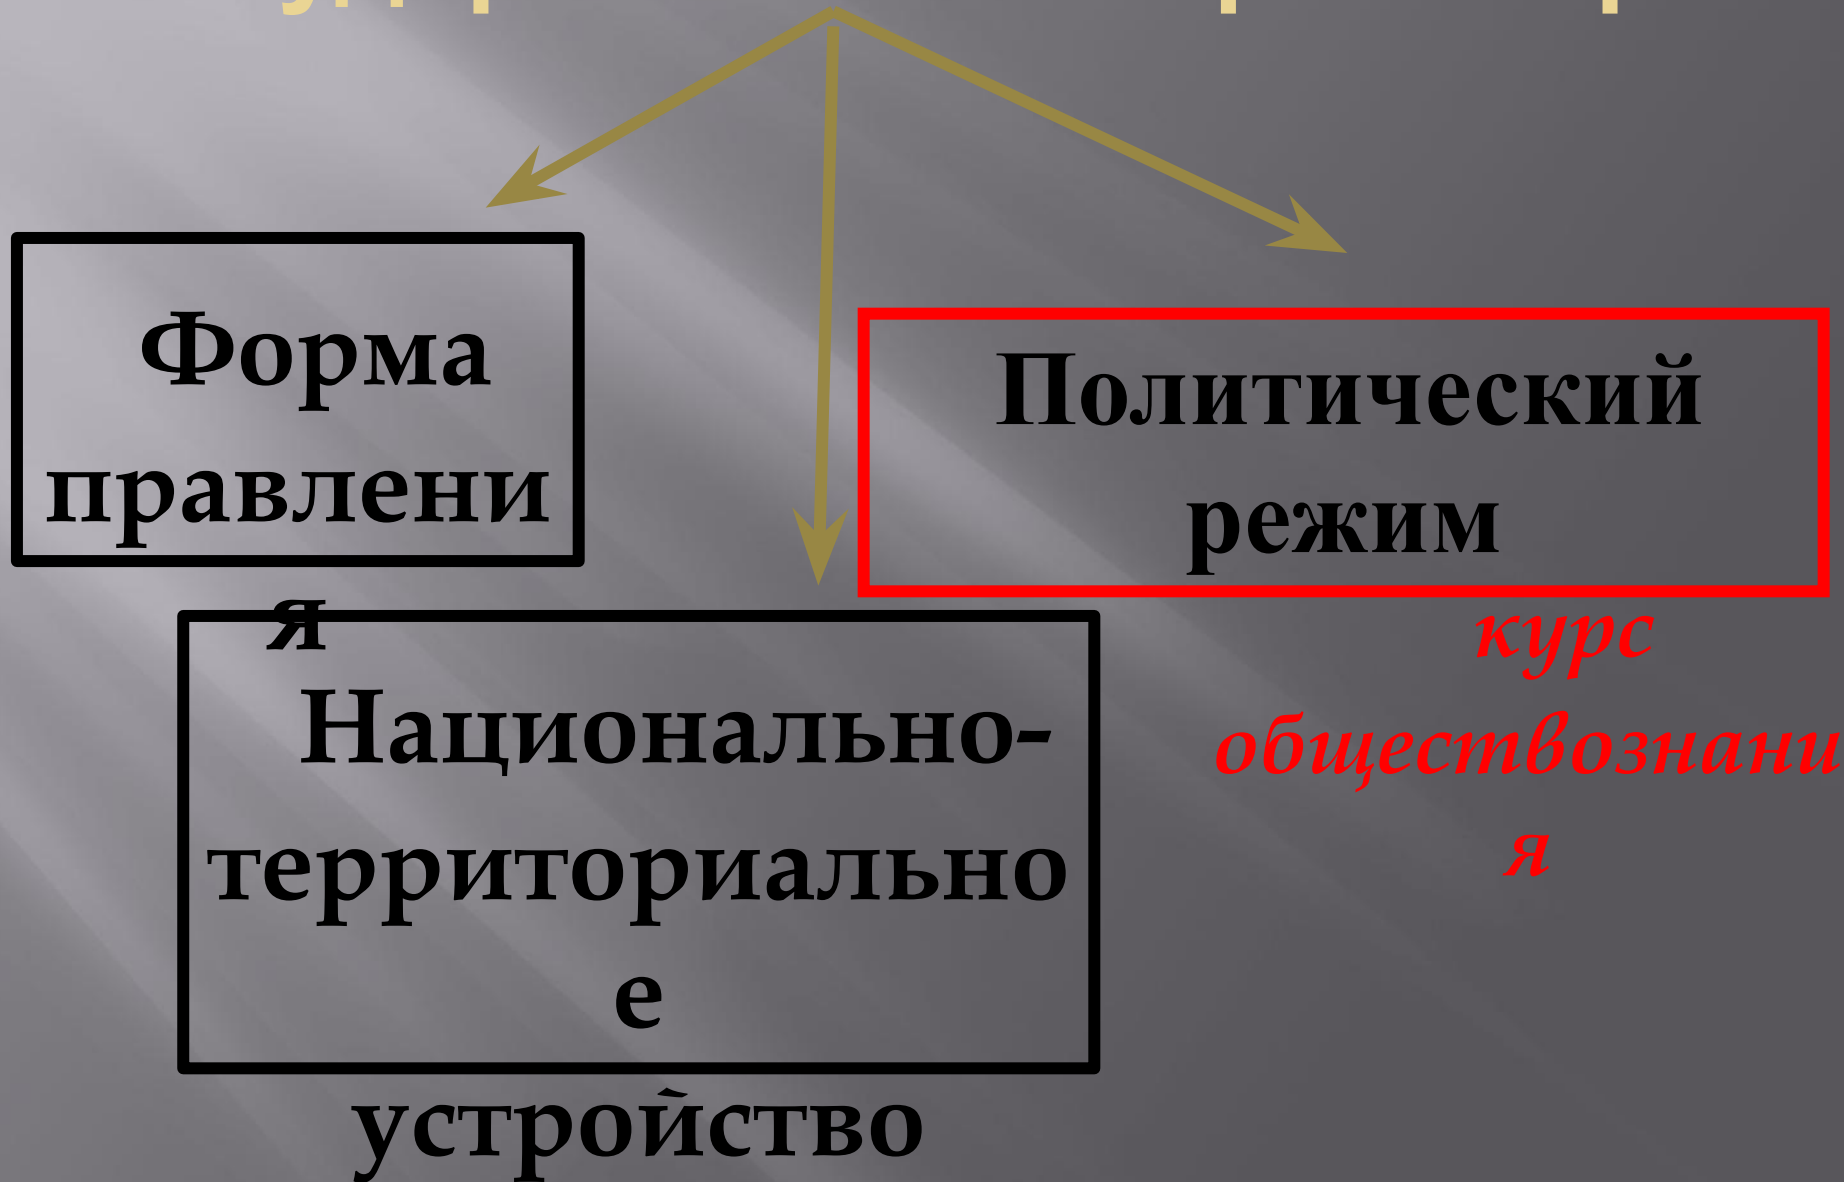 Форма
правлени
я
Политический
режим
курс
обществознани
я
Национально-
территориально
е
устройство